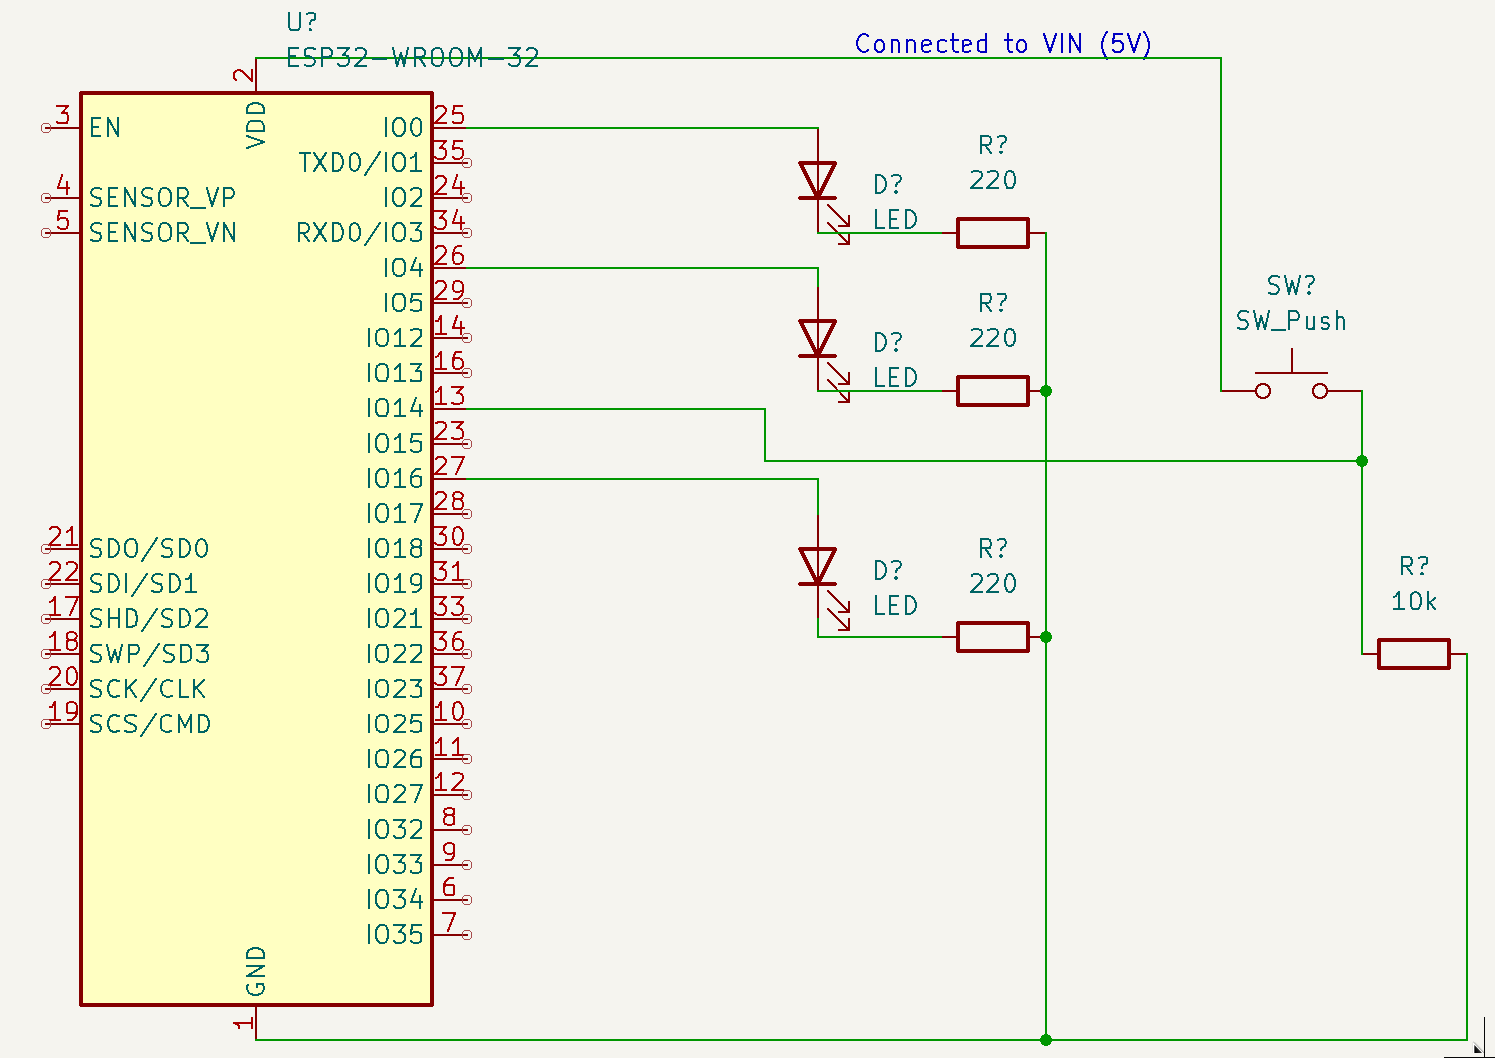 U?
ESP32-WROOM-32
Connected to VIN (5V)
2
VDD
3 EN
4 SENSOR_VP
5 SENSOR_VN
21 SDO/SD0
22 SDI/SD1
17 SHD/SD2
18 SWP/SD3
20 SCK/CLK
19 SCS/CMD
IO0 25
TXD0/IO1 35
IO2 24
RXD0/IO3 34
IO4 26
IO5 29
IO12 14
IO13 16
IO14 13
IO15 23
IO16 27
IO17 28
IO18 30
IO19 31
IO21 33
IO22 36
IO23 37
IO25 10
IO26 11
IO27 12
IO32 8
IO33 9
IO34 6
IO35 7
GND
1
D?
LED
R?
220
D?
LED
R?
220
D?
LED
R?
220
SW?
SW_Push
R?
10k